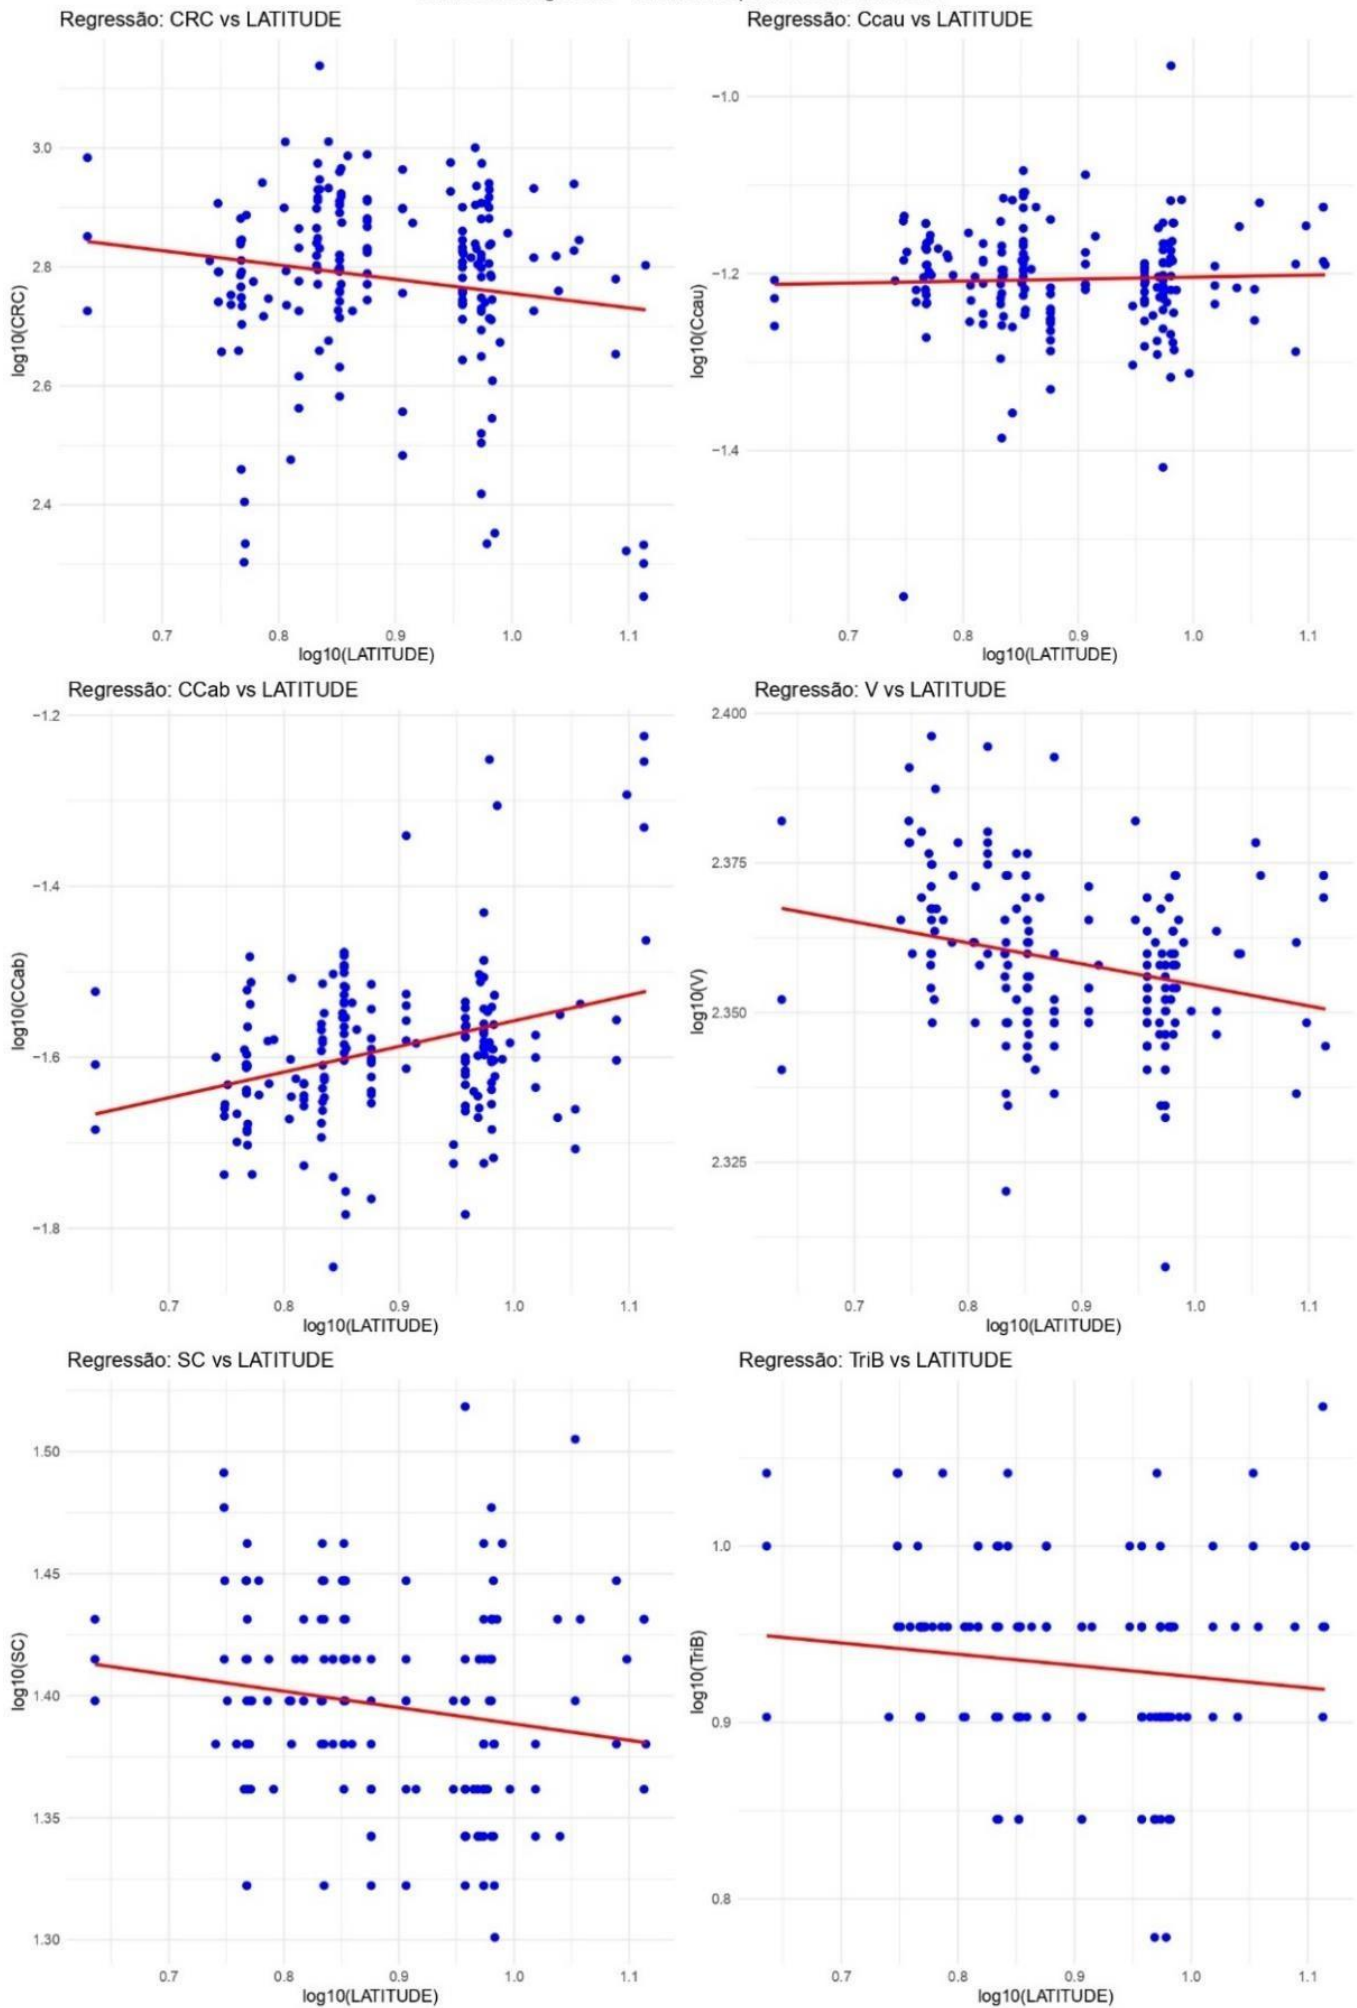 Regressão: CRC vs LATITUDE
Regressão: Ccau vs LATITUDE
log10(CRC)
3.0
2.8
2.6
2.4
0.7 0.8 0.9 1.0 1.1
log10(LATITUDE)
log10(Ccau)
−1.0
−1.2
−1.4
0.7 0.8 0.9 1.0 1.1
log10(LATITUDE)
Regressão: CCab vs LATITUDE
Regressão: V vs LATITUDE
log10(CCab)
−1.2
−1.4
−1.6
−1.8
0.7 0.8 0.9 1.0 1.1
log10(LATITUDE)
log10(V)
2.400
2.375
2.350
2.325
0.7 0.8 0.9 1.0 1.1
log10(LATITUDE)
Regressão: SC vs LATITUDE
Regressão: TriB vs LATITUDE
log10(SC)
1.50
1.45
1.40
1.35
1.30
0.7 0.8 0.9 1.0 1.1
log10(LATITUDE)
log10(TriB)
1.0
0.9
0.8
0.7 0.8 0.9 1.0 1.1
log10(LATITUDE)